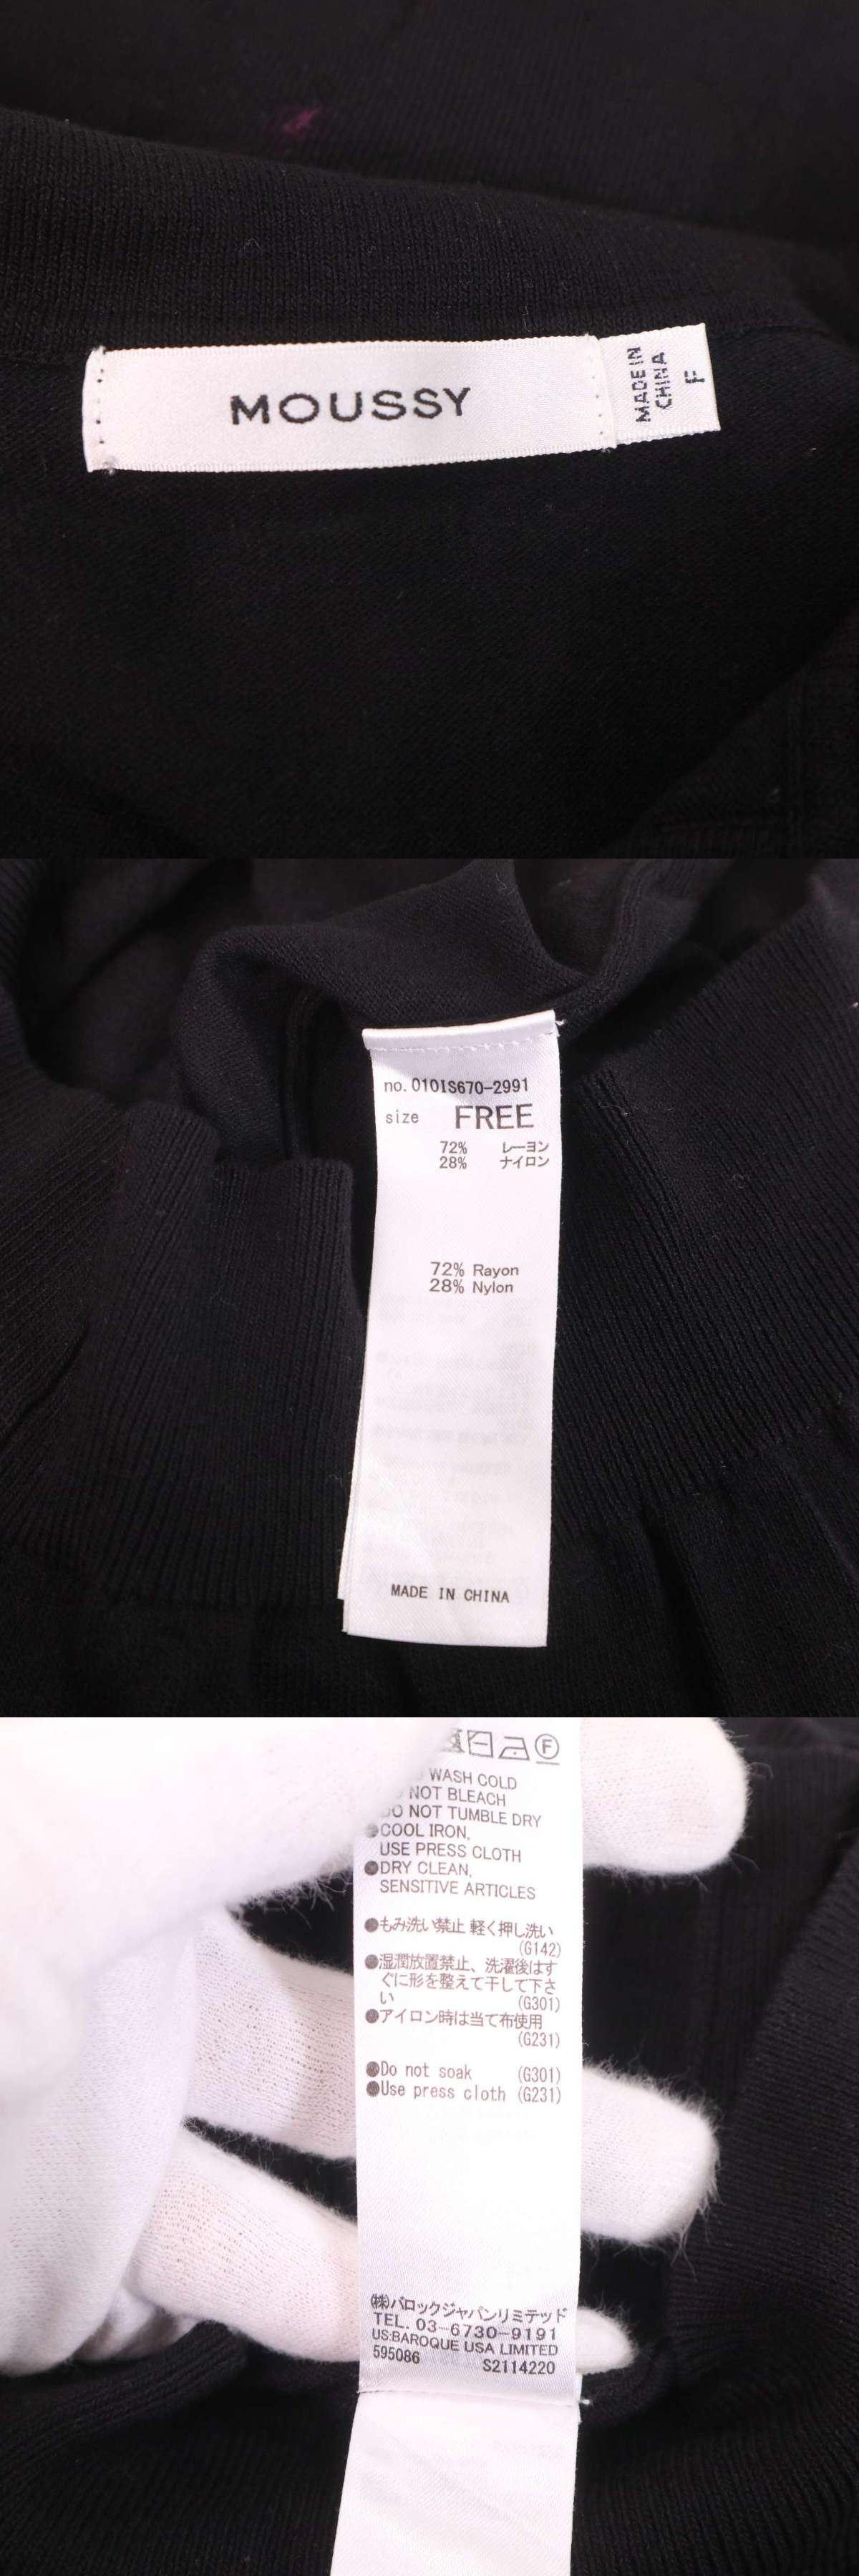 MOUSSY
MADE IN
CHINA
F
no. 0101S670-2991
size FREE
72% レーヨン
28% ナイロン
72% Rayon
28% Nylon
MADE IN CHINA
F
WASH COLD
NOT BLEACH
DO NOT TUMBLE DRY
●COOL IRON,
USE PRESS CLOTH
●DRY CLEAN,
SENSITIVE ARTICLES
●もみ洗い禁止 軽く押し洗い
(G142)
●湿潤放置禁止、洗濯後はす
ぐに形を整えて干して下さ
い (G301)
●アイロン時は当て布使用
(G231)
●Do not soak (G301)
●Use press cloth (G231)
㈱バロックジャパンリミテッド
TEL. 03-6730-9191
US:BAROQUE USA LIMITED
595086 S2114220